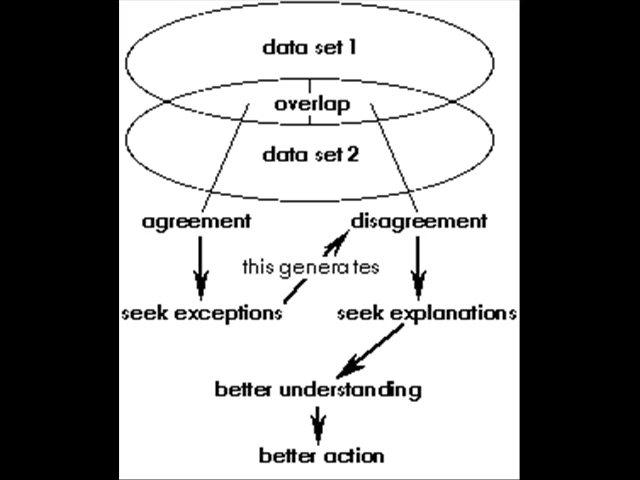 data set 1
overlap
data set 2
agreement
disagreement
this generates
seek exceptions
seek explanations
better understanding
better action